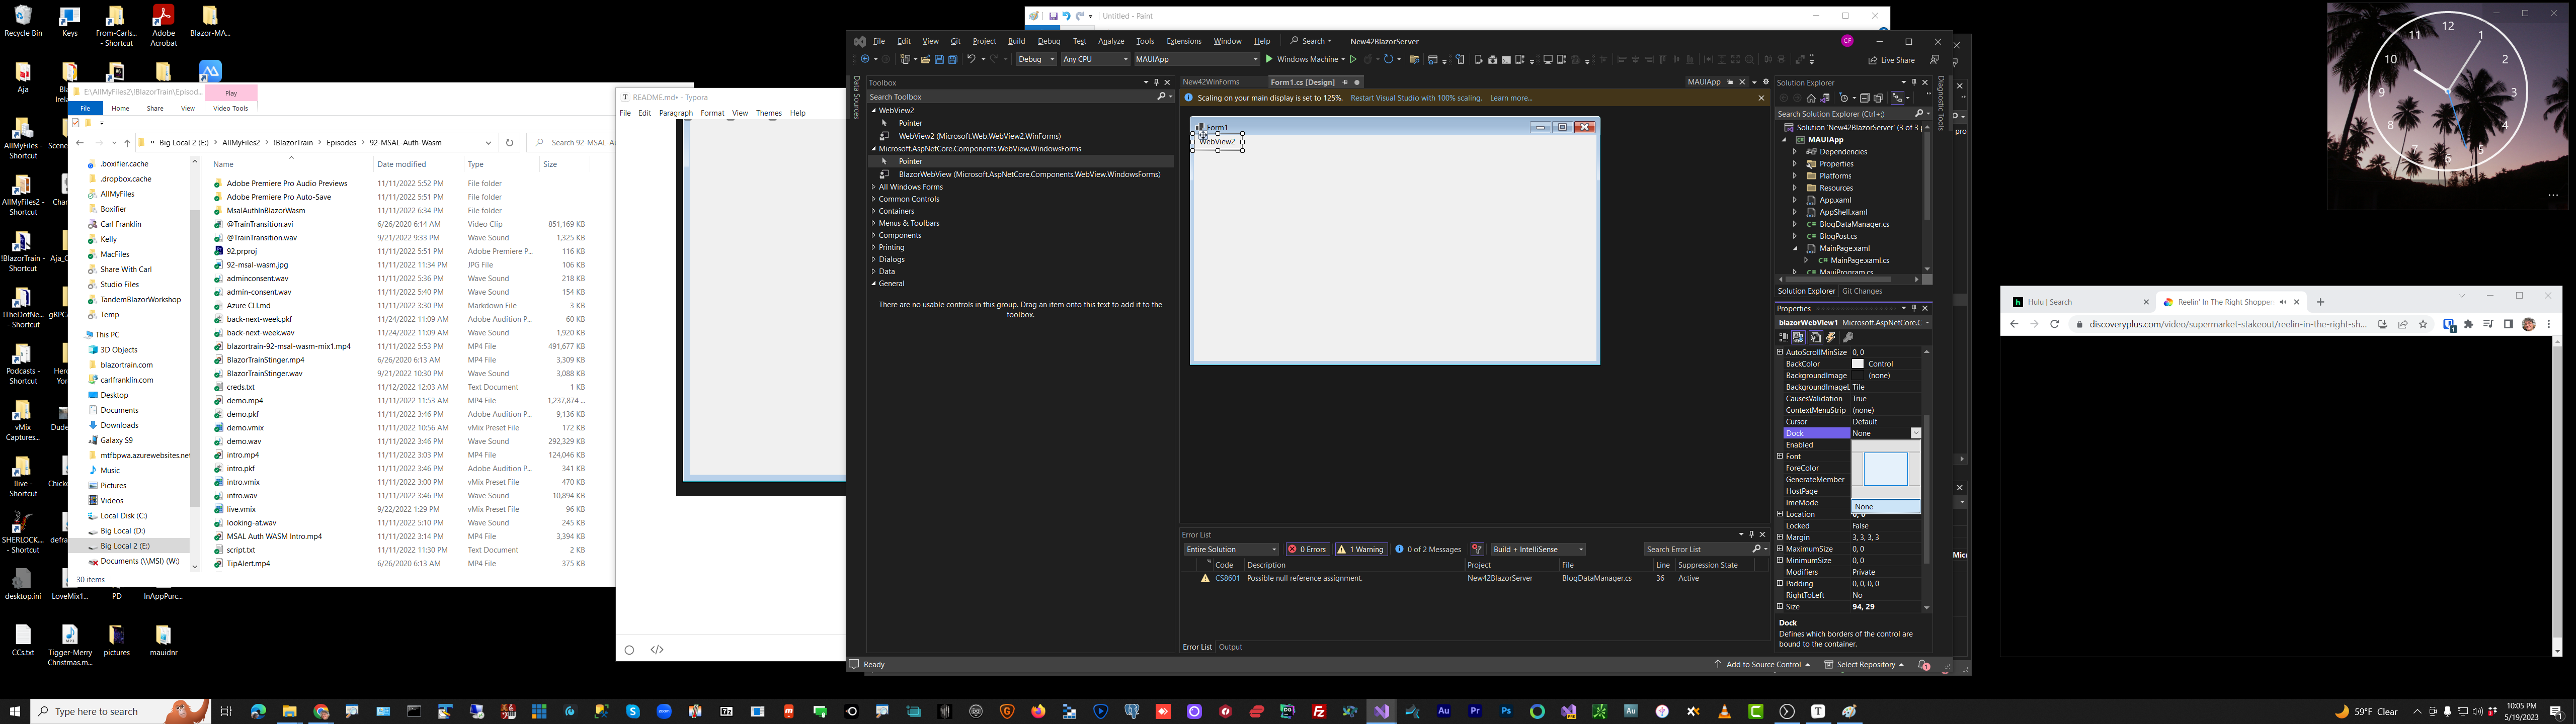 Recycle Bin
Keys
From-Carls... - Shortcut
Adobe Acrobat
Blazor-MA...
Aja
AllMyFiles - Shortcut
AllMyFiles2 - Shortcut
!BlazorTrain - Shortcut
!TheDotNe... - Shortcut
Podcasts - Shortcut
vMix Captures...
!live - Shortcut
SHERLOCK... - Shortcut
desktop.ini
LoveMix1...
PD
InAppPurc...
CCs.txt
Tigger-Merry Christmas.m...
pictures
mauidnr
E:\AllMyFiles2\!BlazorTrain\Episod...
Play
File
Home
Share
View
Video Tools
Big Local 2 (E:)
AllMyFiles2
!BlazorTrain
Episodes
92-MSAL-Auth-Wasm
Search 92-MSAL-Au
.boxifier.cache
.dropbox.cache
AllMyFiles
Boxifier
Carl Franklin
Kelly
MacFiles
Share With Carl
Studio Files
TandemBlazorWorkshop
Temp
This PC
3D Objects
blazortrain.com
carlfranklin.com
Desktop
Documents
Downloads
Galaxy S9
mtfbpwa.azurewebsites.net
Music
Pictures
Videos
Local Disk (C:)
Big Local (D:)
Big Local 2 (E:)
Documents (\\MSI) (W:)
30 items
Name Date modified Type Size
Adobe Premiere Pro Audio Previews 11/11/2022 5:52 PM File folder
Adobe Premiere Pro Auto-Save 11/11/2022 5:51 PM File folder
MsalAuthInBlazorWasm 11/11/2022 6:34 PM File folder
@TrainTransition.avi 6/26/2020 6:14 AM Video Clip 851,169 KB
@TrainTransition.wav 9/21/2022 9:33 PM Wave Sound 1,325 KB
92.prproj 11/11/2022 5:51 PM Adobe Premiere P... 116 KB
92-msal-wasm.jpg 11/11/2022 11:34 PM JPG File 106 KB
adminconsent.wav 11/11/2022 5:36 PM Wave Sound 218 KB
admin-consent.wav 11/11/2022 5:40 PM Wave Sound 154 KB
Azure CLI.md 11/11/2022 3:30 PM Markdown File 3 KB
back-next-week.pkf 11/24/2022 11:09 AM Adobe Audition P... 60 KB
back-next-week.wav 11/24/2022 11:09 AM Wave Sound 1,920 KB
blazortrain-92-msal-wasm-mix1.mp4 11/11/2022 5:53 PM MP4 File 491,677 KB
BlazorTrainStinger.mp4 6/26/2020 6:13 AM MP4 File 3,309 KB
BlazorTrainStinger.wav 9/21/2022 10:30 PM Wave Sound 3,088 KB
creds.txt 11/12/2022 12:03 AM Text Document 1 KB
demo.mp4 11/11/2022 11:53 AM MP4 File 1,237,874 ...
demo.pkf 11/11/2022 3:46 PM Adobe Audition P... 9,136 KB
demo.vmix 11/11/2022 10:56 AM vMix Preset File 172 KB
demo.wav 11/11/2022 3:46 PM Wave Sound 292,329 KB
intro.mp4 11/11/2022 3:03 PM MP4 File 124,046 KB
intro.pkf 11/11/2022 3:46 PM Adobe Audition P... 341 KB
intro.vmix 11/11/2022 3:00 PM vMix Preset File 470 KB
intro.wav 11/11/2022 3:46 PM Wave Sound 10,894 KB
live.vmix 9/22/2022 1:29 PM vMix Preset File 96 KB
looking-at.wav 11/11/2022 5:10 PM Wave Sound 245 KB
MSAL Auth WASM Intro.mp4 11/11/2022 3:14 PM MP4 File 3,394 KB
script.txt 11/11/2022 11:30 PM Text Document 2 KB
TipAlert.mp4 6/26/2020 6:13 AM MP4 File 375 KB
README.md• - Typora
File Edit Paragraph Format View Themes Help
Untitled - Paint
File Edit View Git Project Build Debug Test Analyze Tools Extensions Window Help Search New42BlazorServer
CF
Debug Any CPU MAUIApp Windows Machine Live Share
Data Sources
Toolbox
Search Toolbox
WebView2
Pointer
WebView2 (Microsoft.Web.WebView2.WinForms)
Microsoft.AspNetCore.Components.WebView.WindowsForms
Pointer
BlazorWebView (Microsoft.AspNetCore.Components.WebView.WindowsForms)
All Windows Forms
Common Controls
Containers
Menus & Toolbars
Components
Printing
Dialogs
Data
General
There are no usable controls in this group. Drag an item onto this text to add it to the toolbox.
New42WinForms
Form1.cs [Design]
MAUIApp
Scaling on your main display is set to 125%. Restart Visual Studio with 100% scaling. Learn more...
Form1
WebView2
Error List
Entire Solution 0 Errors 1 Warning 0 of 2 Messages Build + IntelliSense Search Error List
Code Description Project File Line Suppression State
CS8601 Possible null reference assignment. New42BlazorServer BlogDataManager.cs 36 Active
Error List Output
Ready
Add to Source Control Select Repository 1
Solution Explorer
Search Solution Explorer (Ctrl+;)
Solution 'New42BlazorServer' (3 of 3 p
MAUIApp
Dependencies
Properties
Platforms
Resources
App.xaml
AppShell.xaml
BlogDataManager.cs
BlogPost.cs
MainPage.xaml
MainPage.xaml.cs
MauiProgram.cs
Solution Explorer Git Changes
Diagnostic Tools
Properties
blazorWebView1 Microsoft.AspNetCore.C
AutoScrollMinSize 0, 0
BackColor Control
BackgroundImage (none)
BackgroundImageL Tile
CausesValidation True
ContextMenuStrip (none)
Cursor Default
Dock None
Enabled
Font
ForeColor
GenerateMember
HostPage
ImeMode
None
Location 0, 0
Locked False
Margin 3, 3, 3, 3
MaximumSize 0, 0
MinimumSize 0, 0
Modifiers Private
Padding 0, 0, 0, 0
RightToLeft No
Size 94, 29
Dock
Defines which borders of the control are bound to the container.
12 1 2 3 4 5 6 7 8 9 10 11
Hulu | Search
Reelin' In The Right Shoppe
discoveryplus.com/video/supermarket-stakeout/reelin-in-the-right-sh...
Type here to search
59°F Clear
10:05 PM
5/19/2023